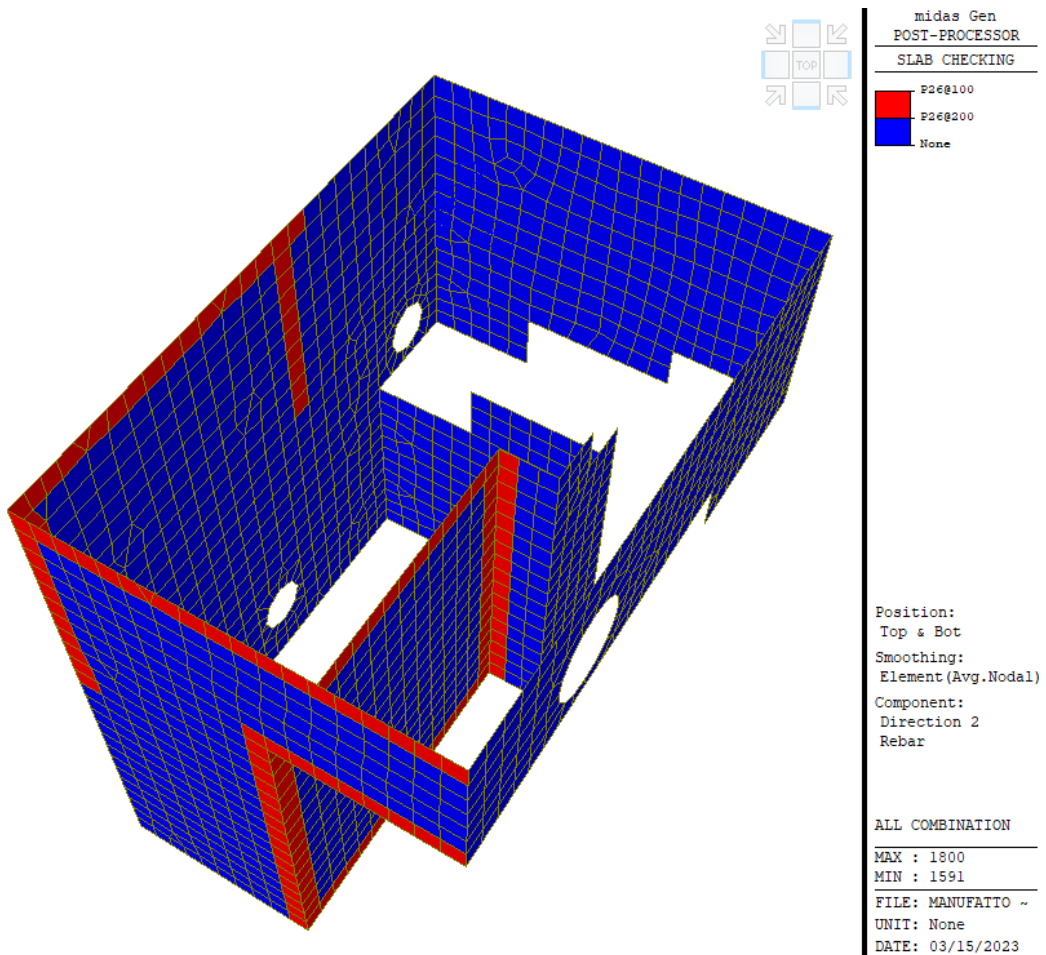 TOP
midas Gen
POST-PROCESSOR
SLAB CHECKING
P26@100
P26@200
None
Position:
Top & Bot
Smoothing:
Element(Avg.Nodal)
Component:
Direction 2
Rebar
ALL COMBINATION
MAX : 1800
MIN : 1591
FILE: MANUFATTO ~
UNIT: None
DATE: 03/15/2023